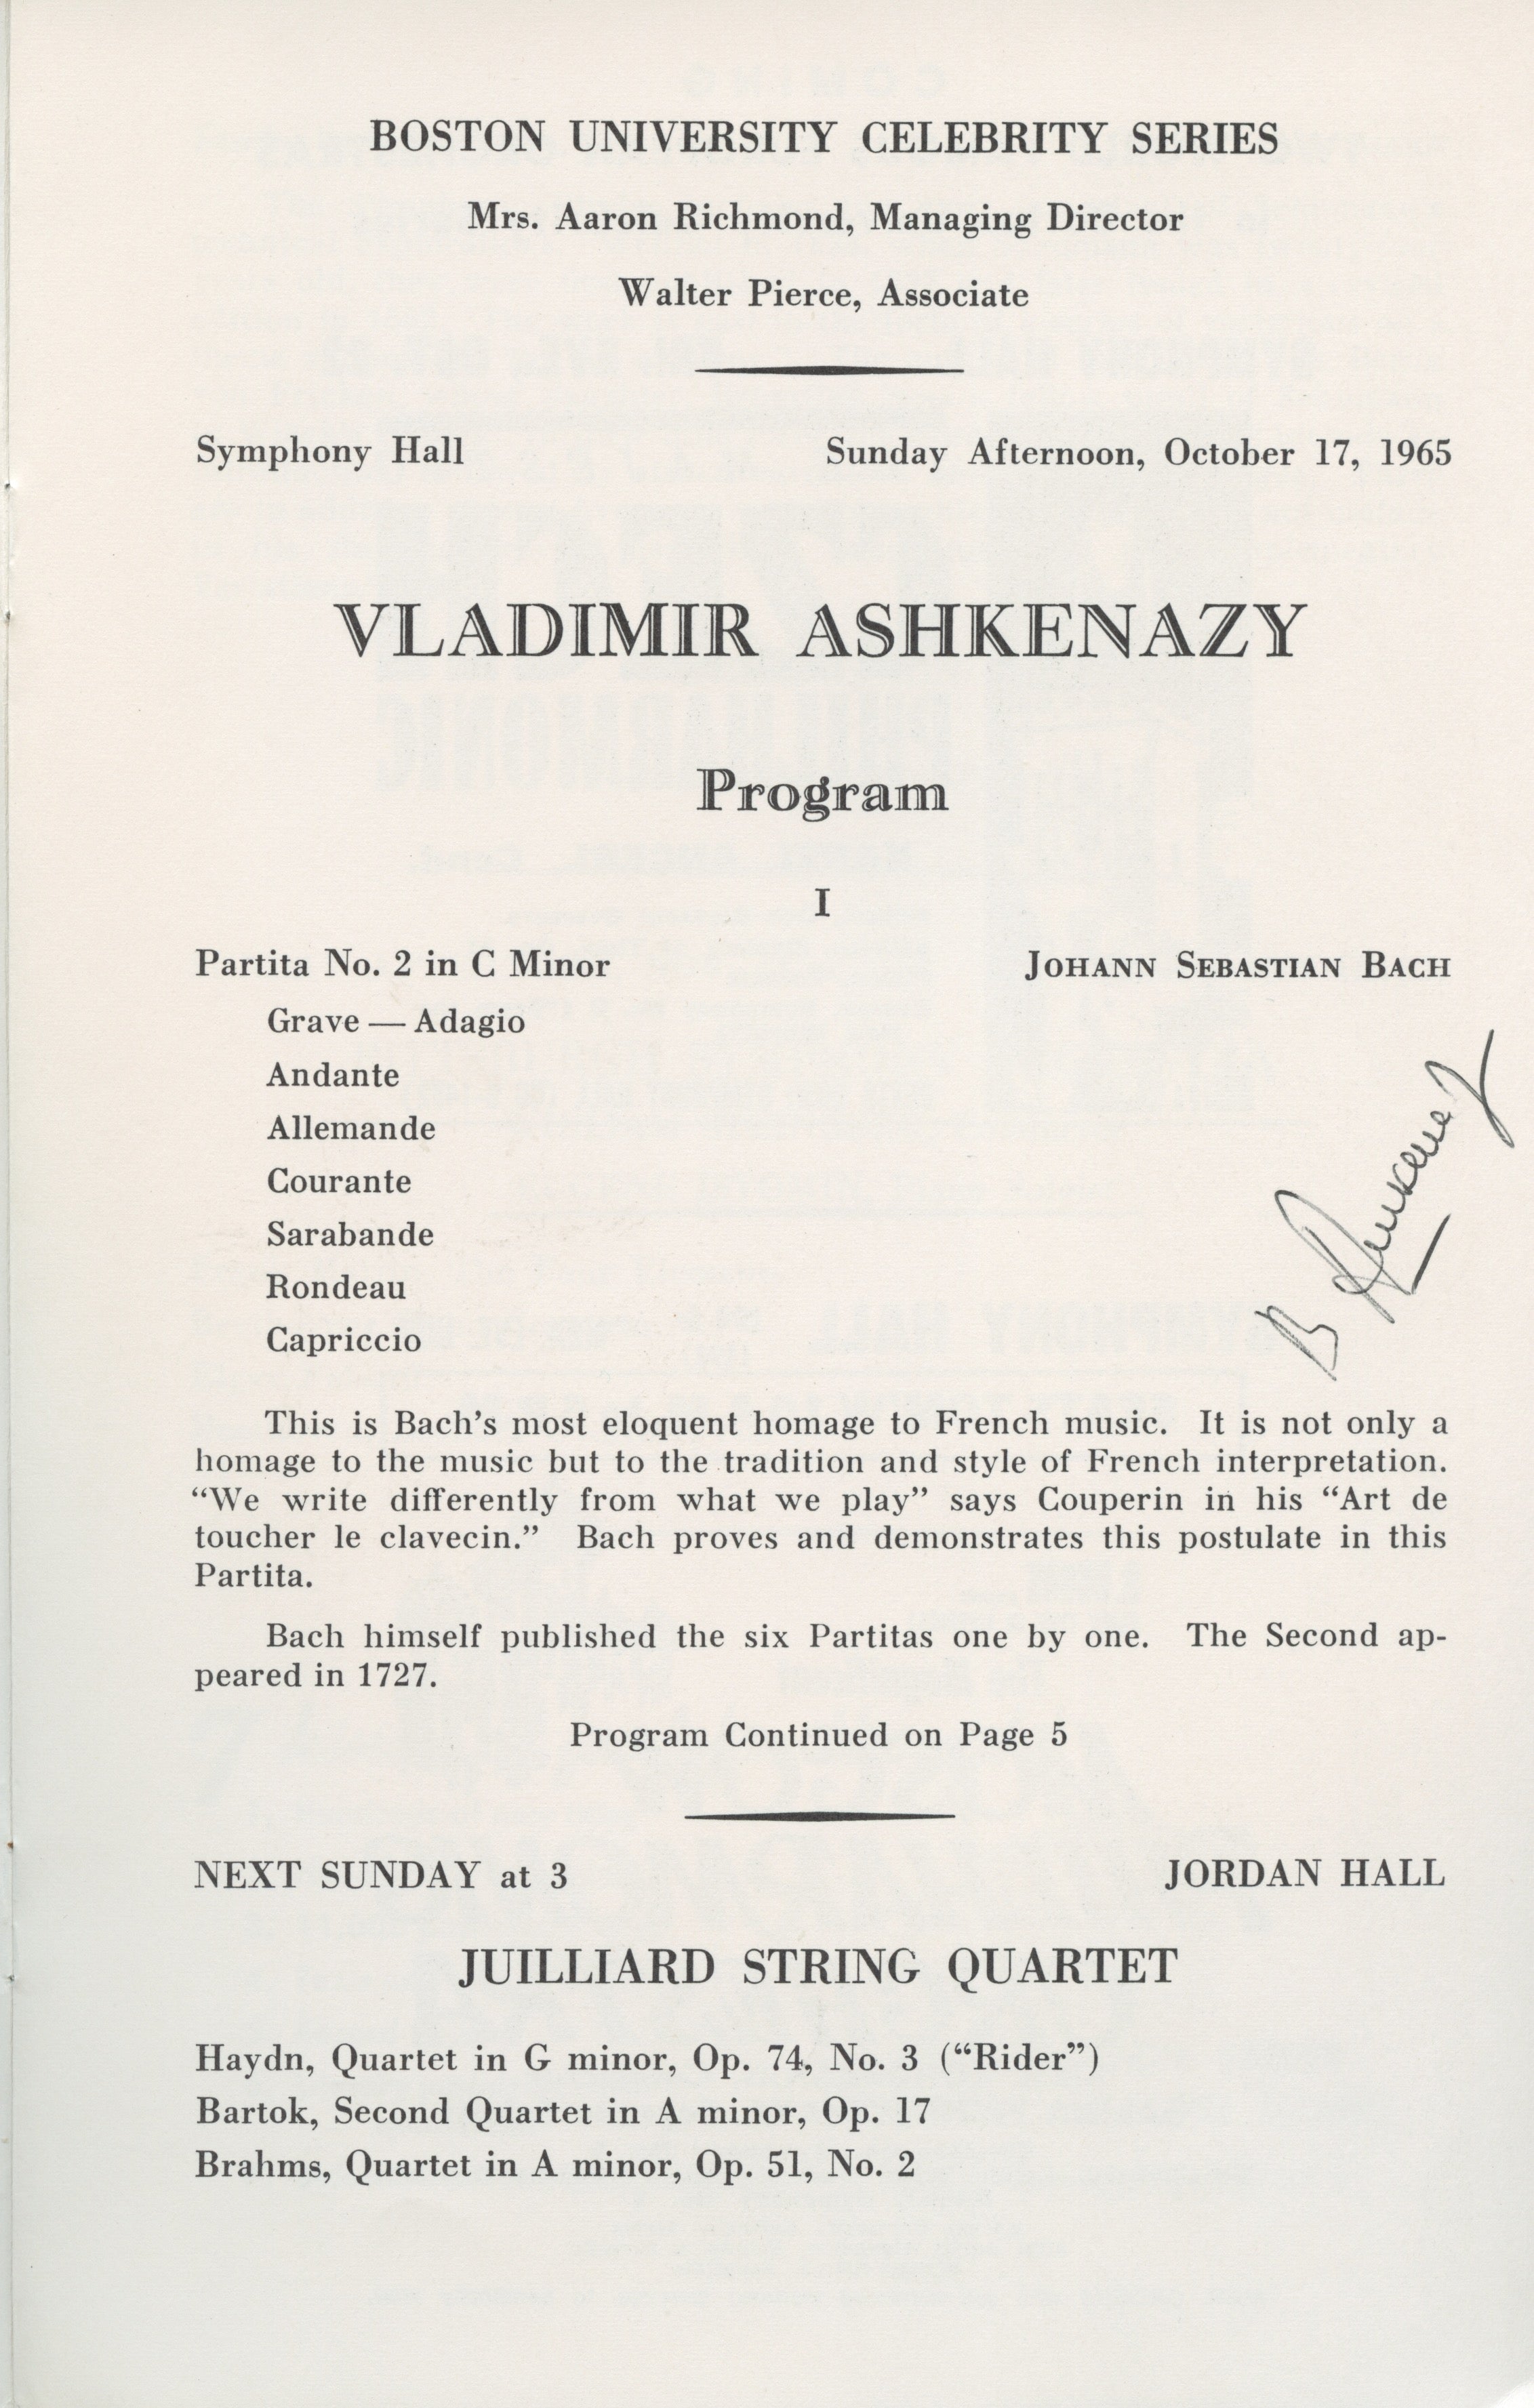 BOSTON UNIVERSITY CELEBRITY SERIES
Mrs. Aaron Richmond, Managing Director
Walter Pierce, Associate
Symphony Hall Sunday Afternoon, October 17, 1965
VLADIMIR ASHKENAZY
Program
I
Partita No. 2 in C Minor JOHANN SEBASTIAN BACH
Grave — Adagio
Andante
Allemande
Courante
Sarabande
Rondeau
Capriccio
This is Bach's most eloquent homage to French music. It is not only a
homage to the music but to the tradition and style of French interpretation.
“We write differently from what we play” says Couperin in his “Art de
toucher le clavecin.” Bach proves and demonstrates this postulate in this
Partita.
Bach himself published the six Partitas one by one. The Second ap-
peared in 1727.
Program Continued on Page 5
NEXT SUNDAY at 3 JORDAN HALL
JUILLIARD STRING QUARTET
Haydn, Quartet in G minor, Op. 74, No. 3 (“Rider”)
Bartok, Second Quartet in A minor, Op. 17
Brahms, Quartet in A minor, Op. 51, No. 2